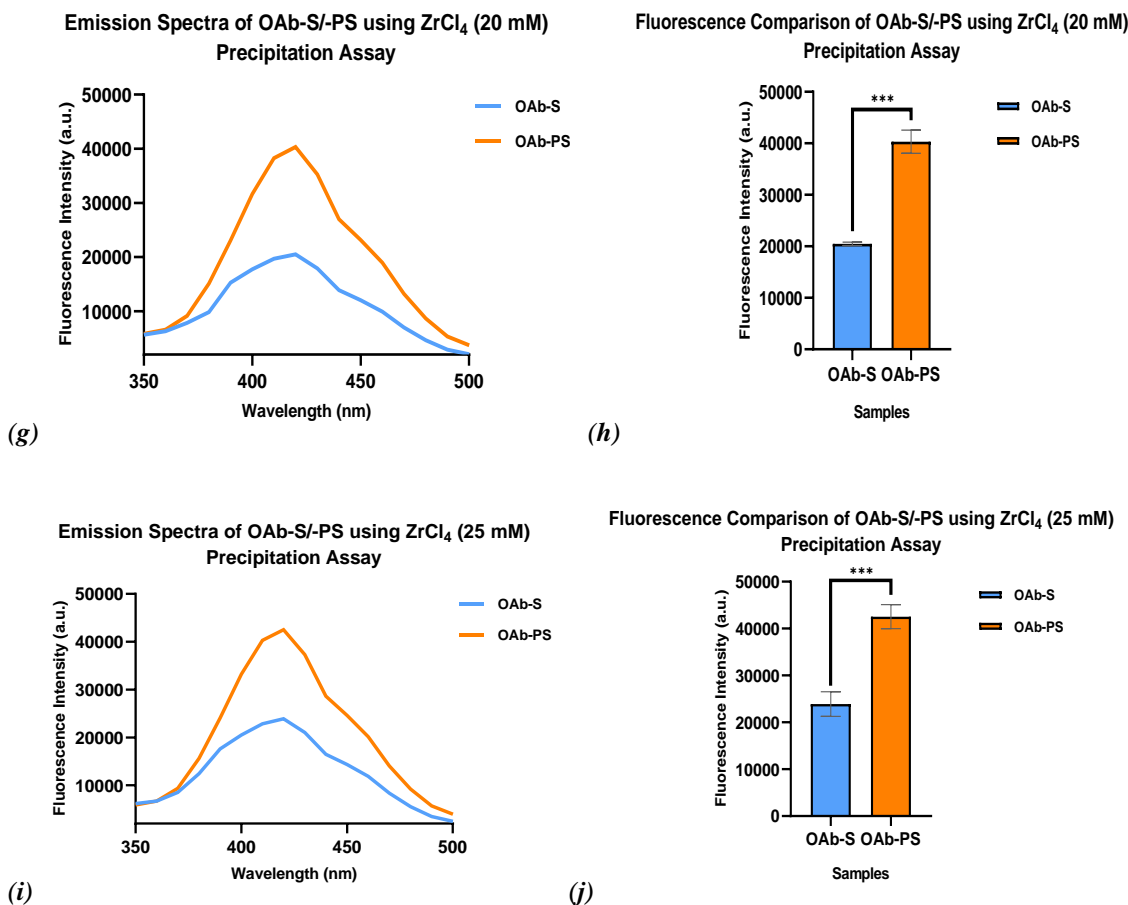 Emission Spectra of OAb-S/-PS using ZrCl₄ (20 mM)
Precipitation Assay
50000
40000
30000
20000
10000
Fluorescence Intensity (a.u.)
350
400
450
500
Wavelength (nm)
OAb-S
OAb-PS
(g)
Fluorescence Comparison of OAb-S/-PS using ZrCl₄ (20 mM)
Precipitation Assay
50000
40000
30000
20000
10000
0
Fluorescence Intensity (a.u.)
***
OAb-S
OAb-PS
OAb-S OAb-PS
Samples
(h)
Emission Spectra of OAb-S/-PS using ZrCl₄ (25 mM)
Precipitation Assay
50000
40000
30000
20000
10000
Fluorescence Intensity (a.u.)
350
400
450
500
Wavelength (nm)
OAb-S
OAb-PS
(i)
Fluorescence Comparison of OAb-S/-PS using ZrCl₄ (25 mM)
Precipitation Assay
50000
40000
30000
20000
10000
0
Fluorescence Intensity (a.u.)
***
OAb-S
OAb-PS
OAb-S OAb-PS
Samples
(j)